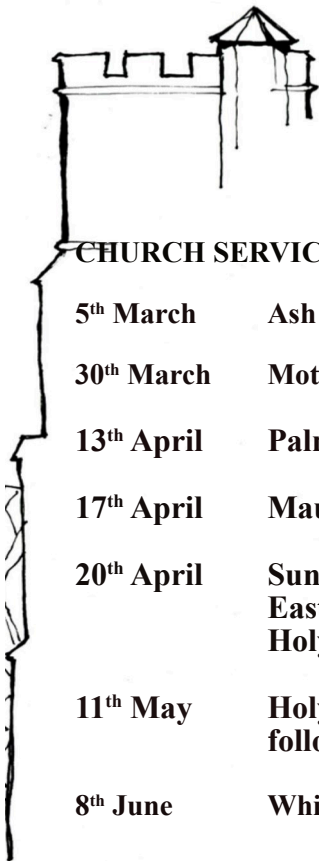 CHURCH SERVIC
5th March Ash
30th March Mot
13th April Palm
17th April Mau
20th April Sun
East
Holy
11th May Holy
follo
8th June Whi